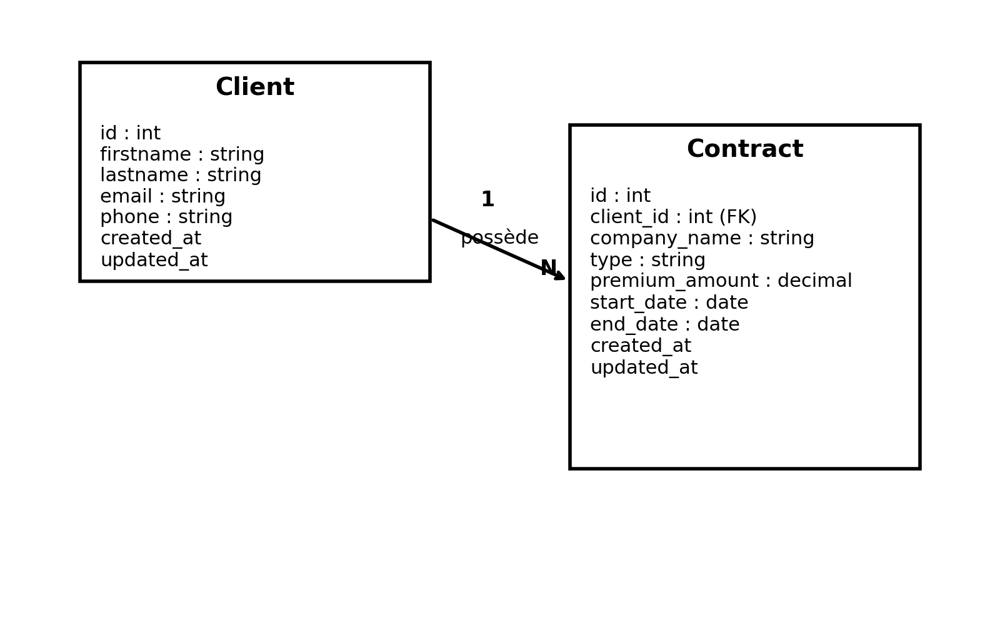 Client
id : int
firstname : string
lastname : string
email : string
phone : string
created_at
updated_at
1
possède
N
Contract
id : int
client_id : int (FK)
company_name : string
type : string
premium_amount : decimal
start_date : date
end_date : date
created_at
updated_at